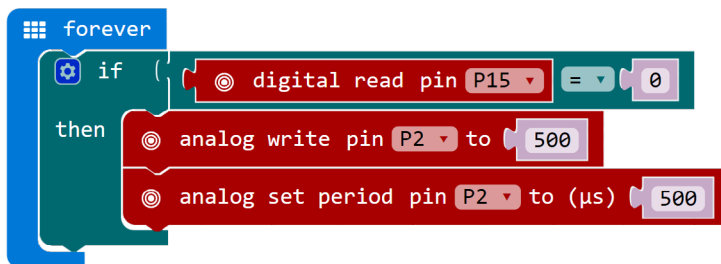 forever
if digital read pin P15 = 0
then analog write pin P2 to 500
analog set period pin P2 to (µs) 500